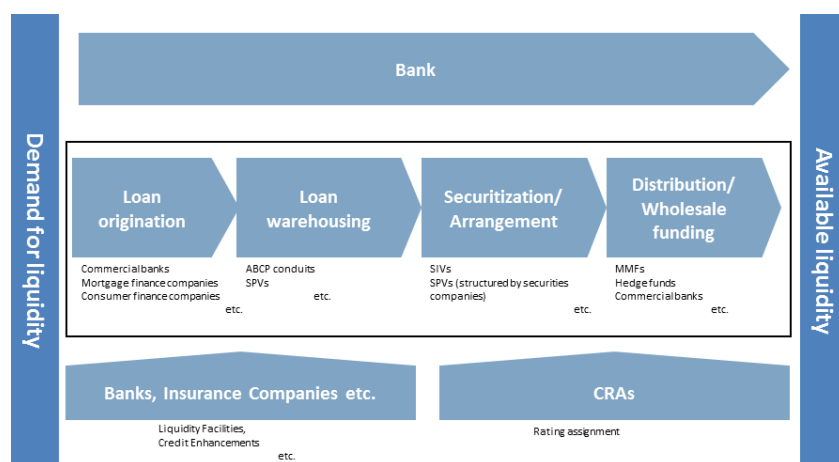 Demand for liquidity
Bank
Available liquidity
Loan
origination
Loan
warehousing
Securitization/
Arrangement
Distribution/
Wholesale
funding
Commercial banks
Mortgage finance companies
Consumer finance companies
etc.
ABCP conduits
SPVs
etc.
SIVs
SPVs (structured by securities
companies)
etc.
MMFs
Hedge funds
Commercial banks
etc.
Banks, Insurance Companies etc.
CRAs
Liquidity Facilities,
Credit Enhancements
etc.
Rating assignment